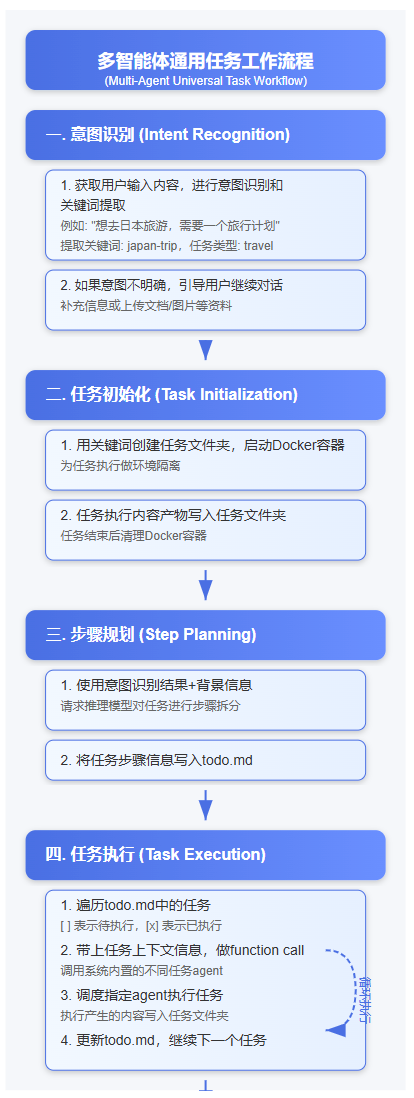 多智能体通用任务工作流程
(Multi-Agent Universal Task Workflow)
一. 意图识别 (Intent Recognition)
1. 获取用户输入内容，进行意图识别和
关键词提取
例如: "想去日本旅游，需要一个旅行计划"
提取关键词: japan-trip，任务类型: travel
2. 如果意图不明确，引导用户继续对话
补充信息或上传文档/图片等资料
二. 任务初始化 (Task Initialization)
1. 用关键词创建任务文件夹，启动Docker容器
为任务执行做环境隔离
2. 任务执行内容产物写入任务文件夹
任务结束后清理Docker容器
三. 步骤规划 (Step Planning)
1. 使用意图识别结果+背景信息
请求推理模型对任务进行步骤拆分
2. 将任务步骤信息写入todo.md
四. 任务执行 (Task Execution)
1. 遍历todo.md中的任务
[ ] 表示待执行，[x] 表示已执行
2. 带上任务上下文信息，做function call
调用系统内置的不同任务agent
3. 调度指定agent执行任务
执行产生的内容写入任务文件夹
4. 更新todo.md，继续下一个任务
循环执行